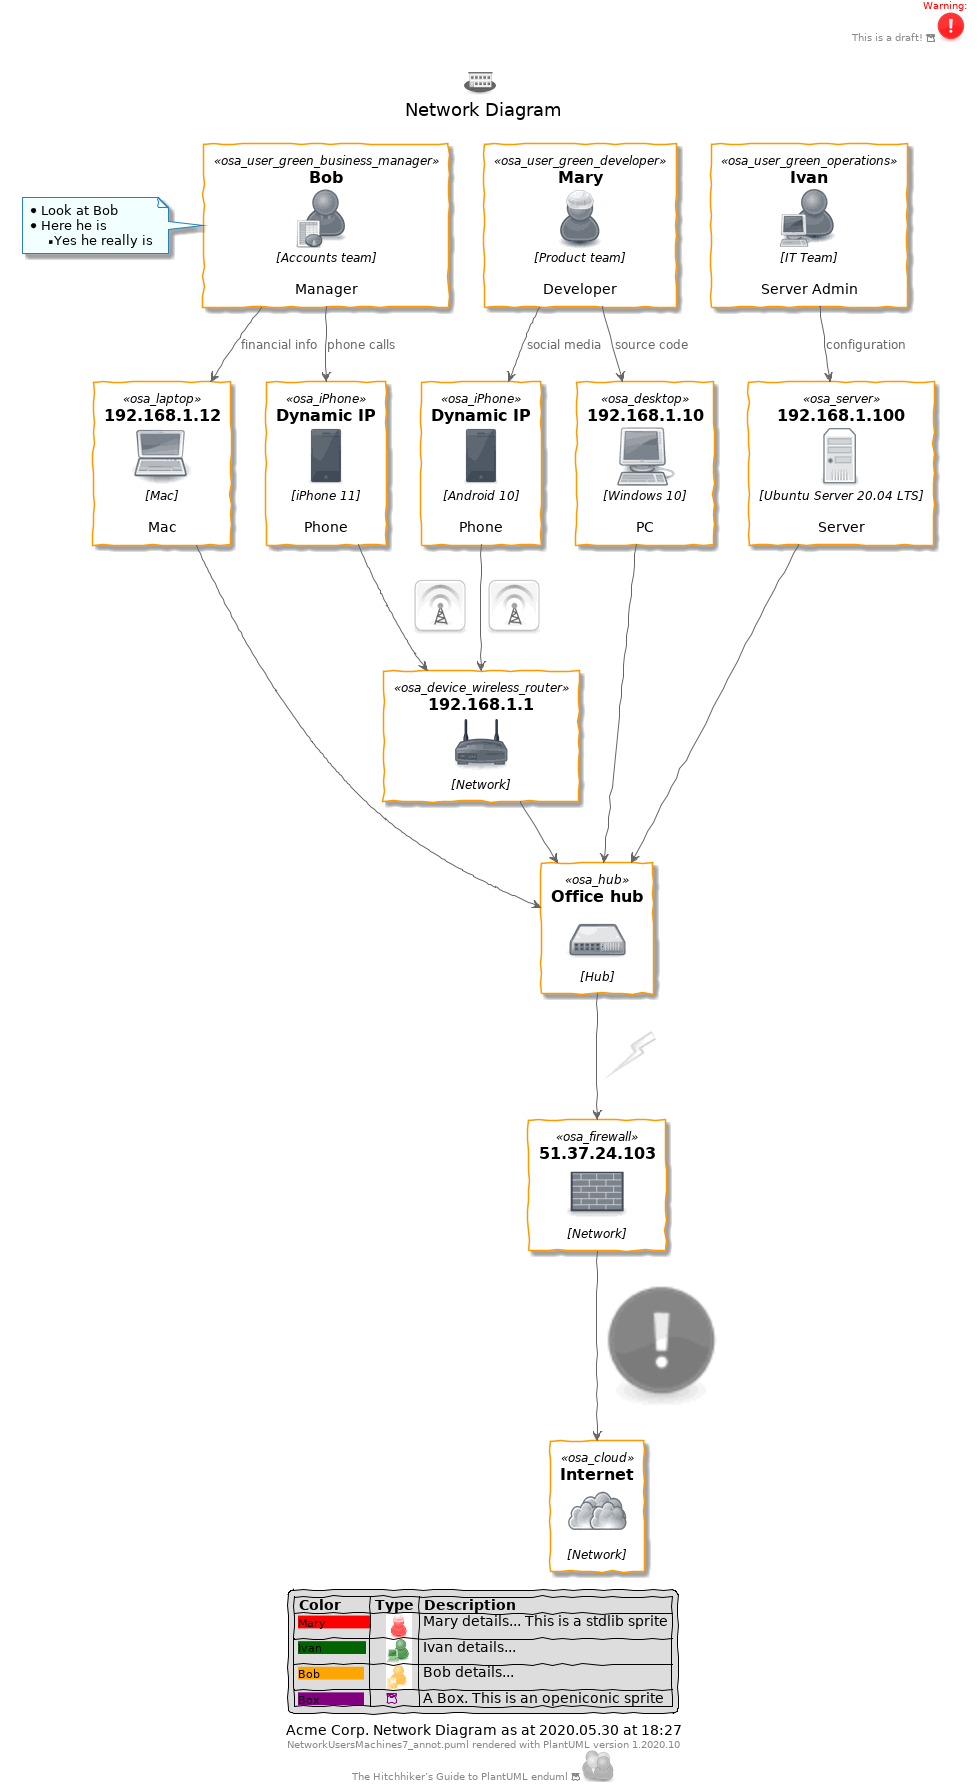 Warning:
This is a draft!
Network Diagram
«osa_user_green_business_manager»
Bob
[Accounts team]
Manager
«osa_user_green_developer»
Mary
[Product team]
Developer
«osa_user_green_operations»
Ivan
[IT Team]
Server Admin
Look at Bob
Here he is
Yes he really is
financial info
phone calls
social media
source code
configuration
«osa_laptop»
192.168.1.12
[Mac]
Mac
«osa_iPhone»
Dynamic IP
[iPhone 11]
Phone
«osa_iPhone»
Dynamic IP
[Android 10]
Phone
«osa_desktop»
192.168.1.10
[Windows 10]
PC
«osa_server»
192.168.1.100
[Ubuntu Server 20.04 LTS]
Server
«osa_device_wireless_router»
192.168.1.1
[Network]
«osa_hub»
Office hub
[Hub]
«osa_firewall»
51.37.24.103
[Network]
«osa_cloud»
Internet
[Network]
Color Type Description
Mary Mary details... This is a stdlib sprite
Ivan Ivan details...
Bob Bob details...
Box A Box. This is an openiconic sprite
Acme Corp. Network Diagram as at 2020.05.30 at 18:27
NetworkUsersMachines7_annot.puml rendered with PlantUML version 1.2020.10
The Hitchhiker's Guide to PlantUML enduml